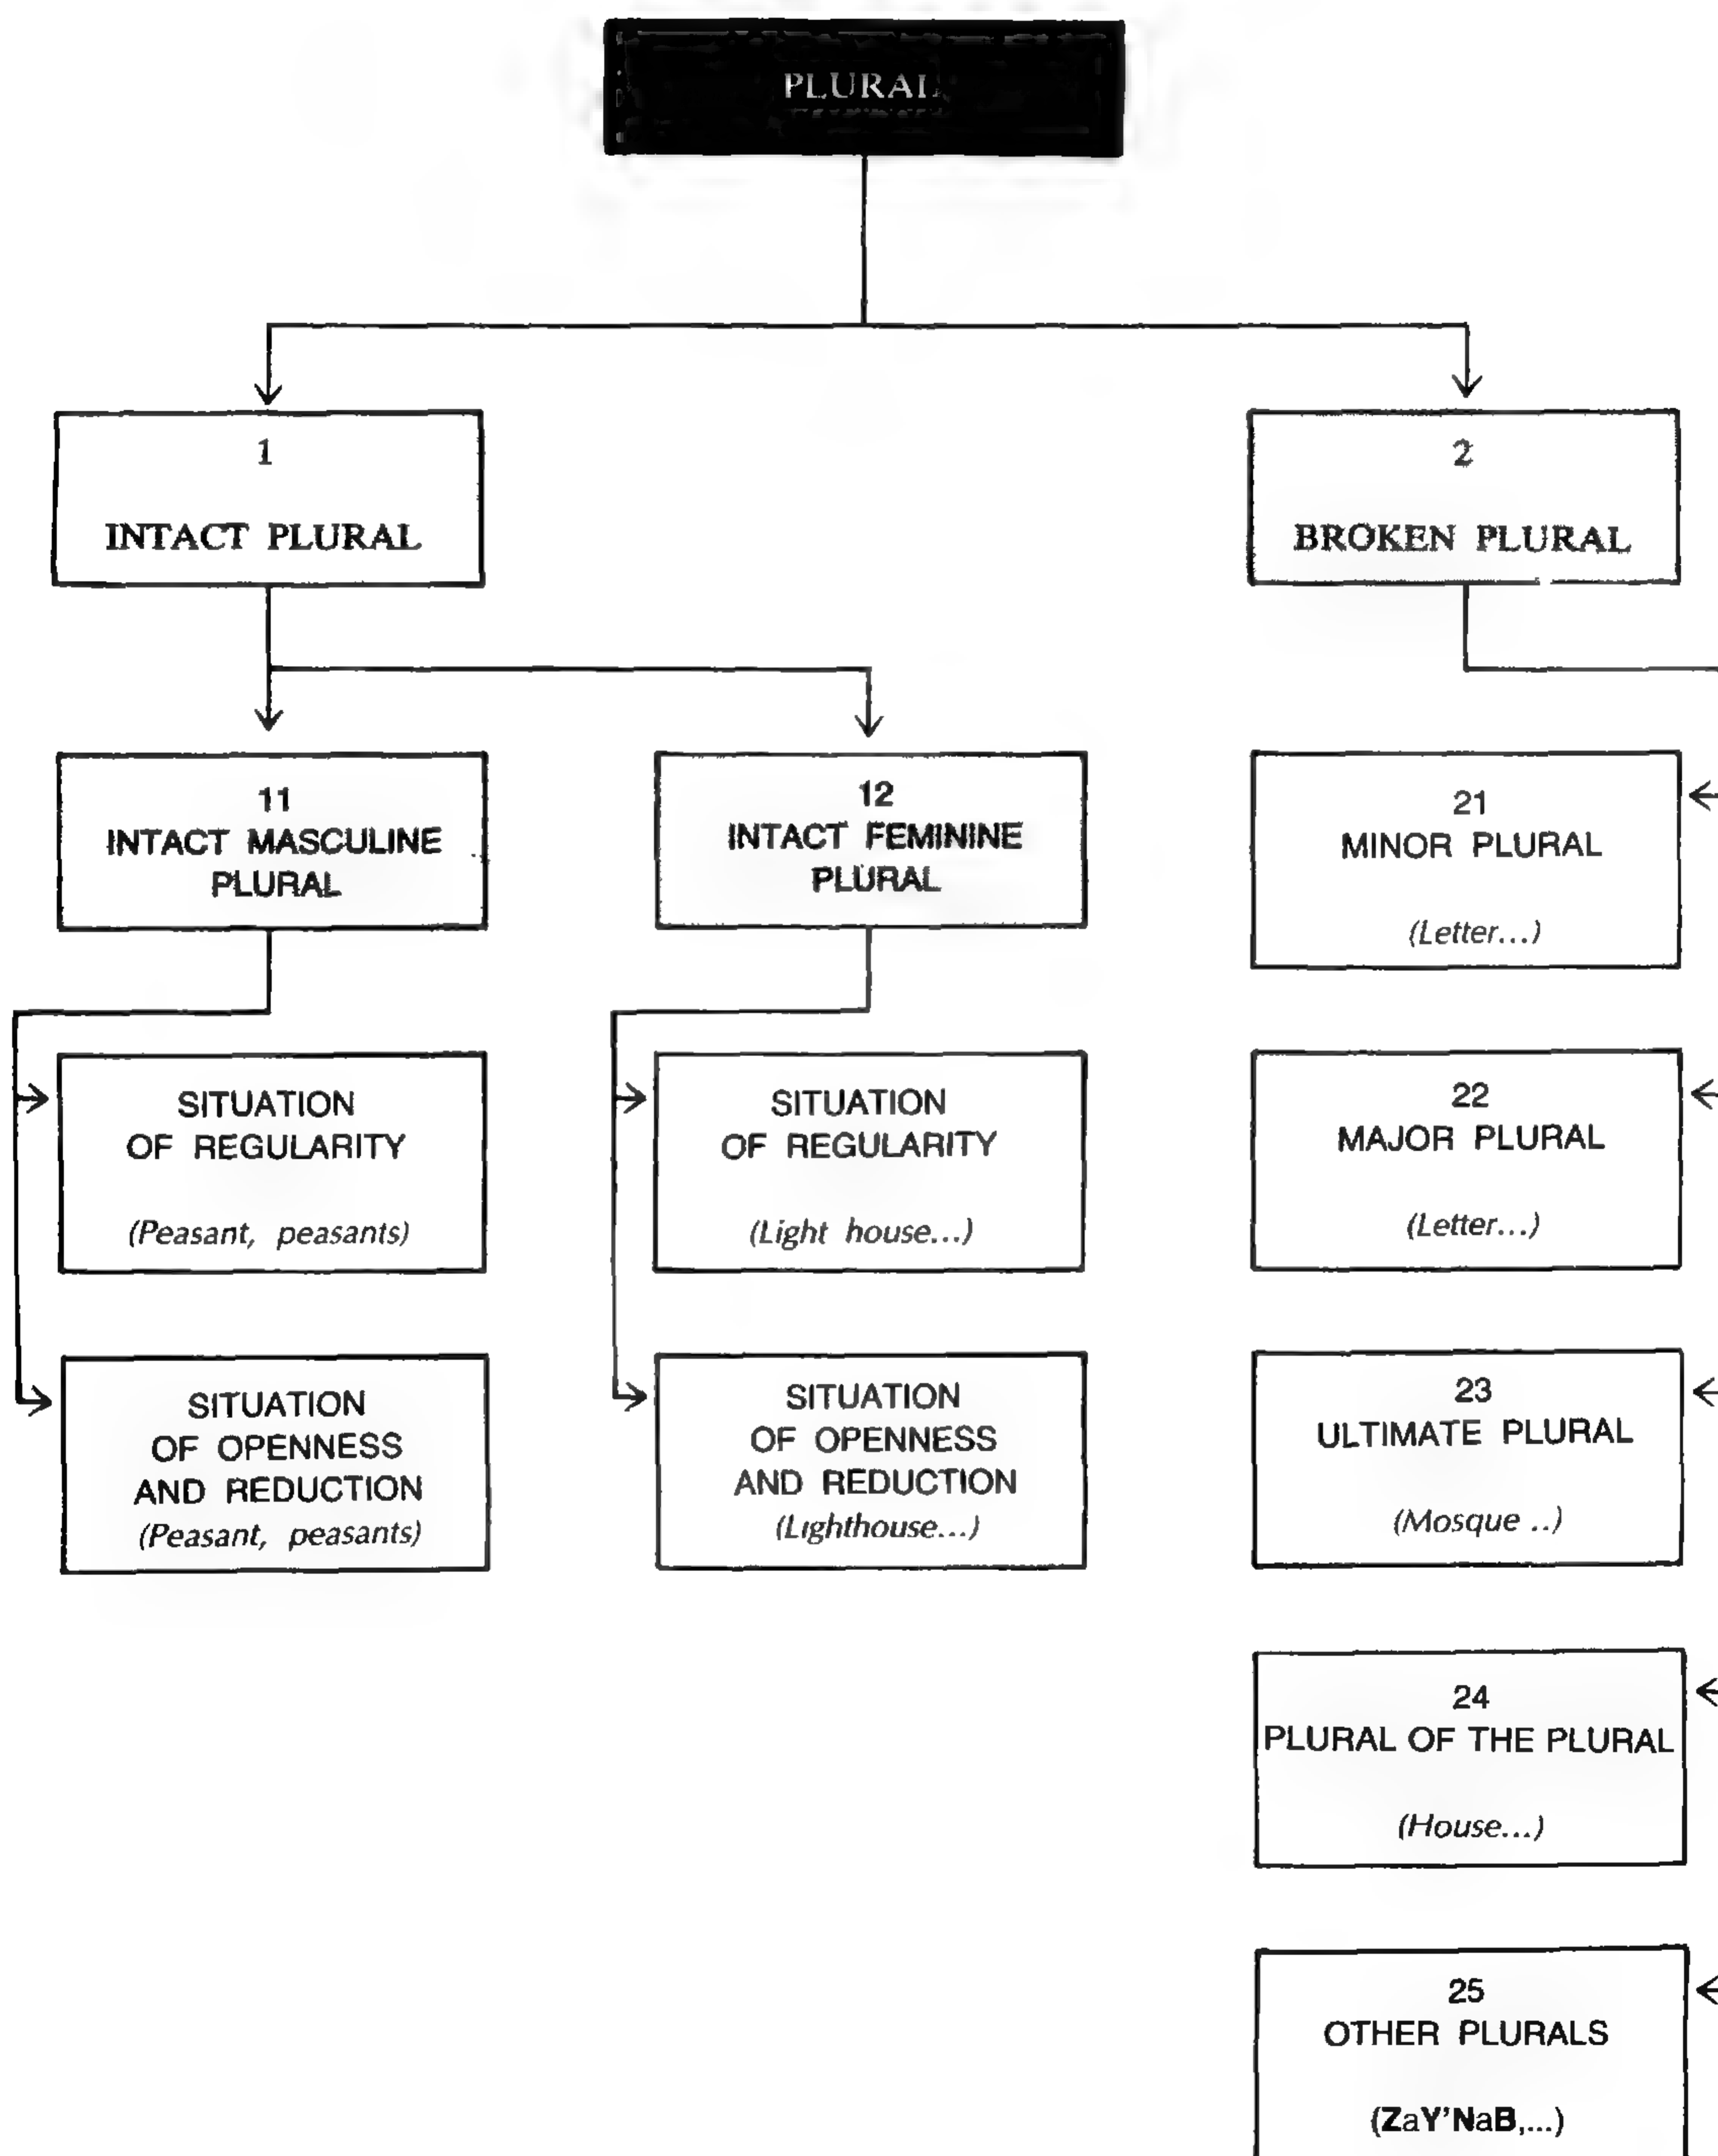 PLURAL
1
INTACT PLURAL
2
BROKEN PLURAL
11
INTACT MASCULINE
PLURAL
12
INTACT FEMININE
PLURAL
21
MINOR PLURAL
(Letter...)
SITUATION
OF REGULARITY
(Peasant, peasants)
SITUATION
OF REGULARITY
(Light house...)
22
MAJOR PLURAL
(Letter...)
SITUATION
OF OPENNESS
AND REDUCTION
(Peasant, peasants)
SITUATION
OF OPENNESS
AND REDUCTION
(Lighthouse...)
23
ULTIMATE PLURAL
(Mosque ..)
24
PLURAL OF THE PLURAL
(House...)
25
OTHER PLURALS
(ZaY'NaB,...)